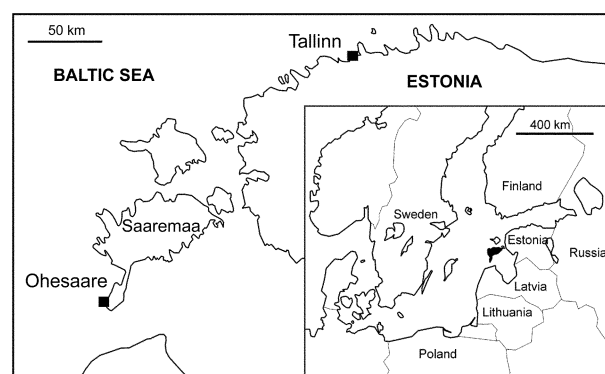 50 km
Tallinn
BALTIC SEA
ESTONIA
400 km
Finland
Sweden
Saaremaa
Estonia
Russia
Ohesaare
Latvia
Lithuania
Poland